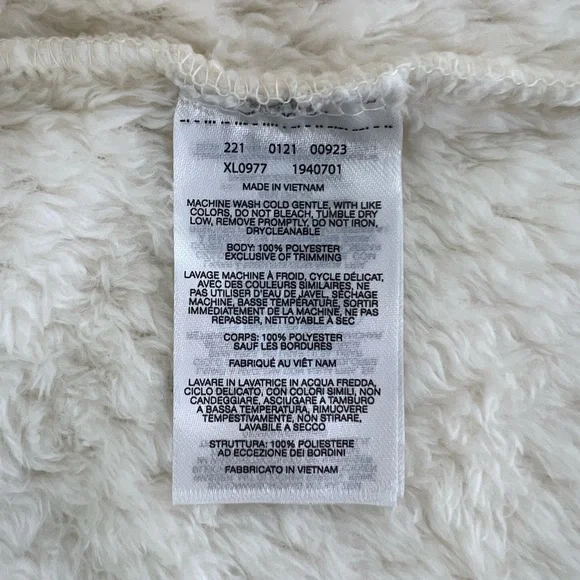 221 0121 00923
XL0977 1940701
MADE IN VIETNAM
MACHINE WASH COLD GENTLE, WITH LIKE
COLORS, DO NOT BLEACH, TUMBLE DRY
LOW, REMOVE PROMPTLY, DO NOT IRON,
DRYCLEANABLE
BODY: 100% POLYESTER
EXCLUSIVE OF TRIMMING
LAVAGE MACHINE À FROID, CYCLE DÉLICAT,
AVEC DES COULEURS SIMILAIRES, NE
PAS UTILISER D'EAU DE JAVEL, SÉCHAGE
MACHINE, BASSE TEMPÉRATURE, SORTIR
IMMÉDIATEMENT DE LA MACHINE, NE PAS
REPASSER, NETTOYABLE À SEC
CORPS: 100% POLYESTER
SAUF LES BORDURES
FABRIQUÉ AU VIÊT NAM
LAVARE IN LAVATRICE IN ACQUA FREDDA,
CICLO DELICATO, CON COLORI SIMILI, NON
CANDEGGIARE, ASCIUGARE A TAMBURO
A BASSA TEMPERATURA, RIMUOVERE
TEMPESTIVAMENTE, NON STIRARE,
LAVABILE A SECCO
STRUTTURA: 100% POLIESTERE
AD ECCEZIONE DEI BORDINI
FABBRICATO IN VIETNAM